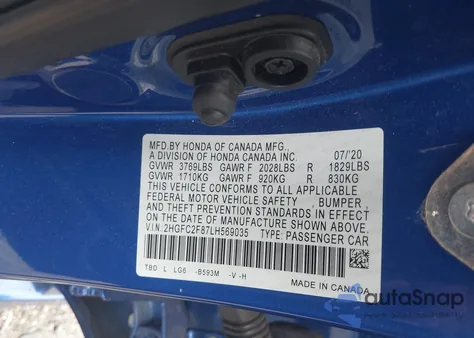 MFD.BY HONDA OF CANADA MFG.,
A DIVISION OF HONDA CANADA INC. 07/'20
GVWR 3769LBS GAWR F 2028LBS R 1829LBS
GVWR 1710KG GAWR F 920KG R 830KG
THIS VEHICLE CONFORMS TO ALL APPLICABLE
FEDERAL MOTOR VEHICLE SAFETY , BUMPER ,
AND THEFT PREVENTION STANDARDS IN EFFECT
ON THE DATE OF MANUFACTURE SHOWN ABOVE.
V.I.N: 2HGFC2F87LH569035 TYPE: PASSENGER CAR
TBD L LG6 -B593M -V -H
MADE IN CANADA
autoSnap